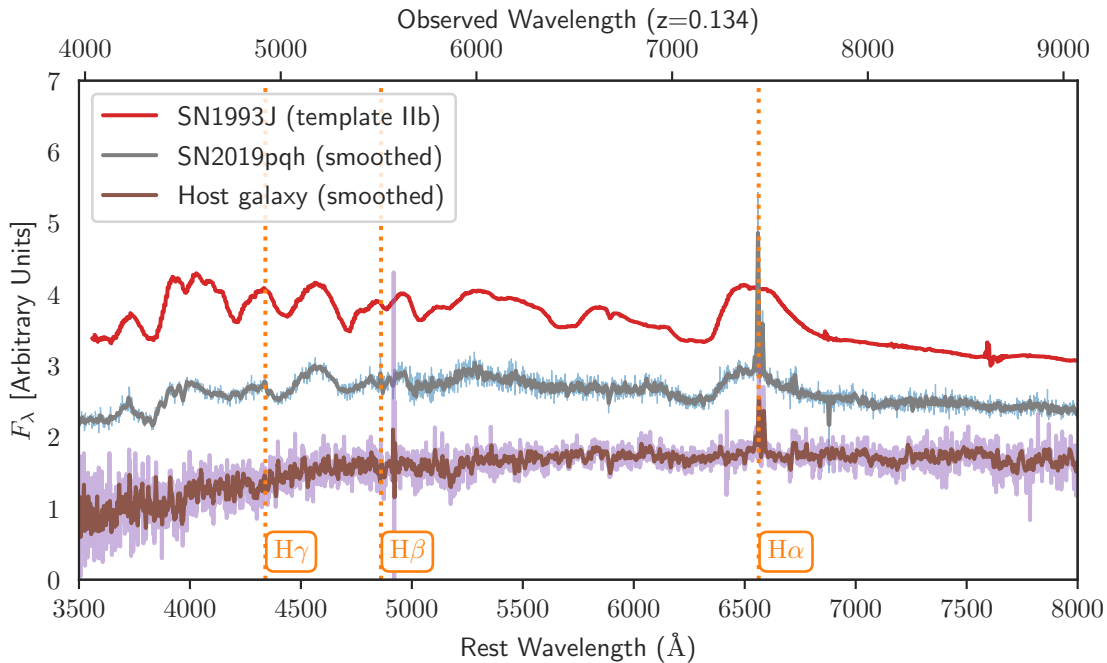 Observed Wavelength (z=0.134)
4000 5000 6000 7000 8000 9000
7
6
5
4
3
2
1
0
F_λ [Arbitrary Units]
SN1993J (template IIb)
SN2019pqh (smoothed)
Host galaxy (smoothed)
Hγ Hβ Hα
3500 4000 4500 5000 5500 6000 6500 7000 7500 8000
Rest Wavelength (Å)